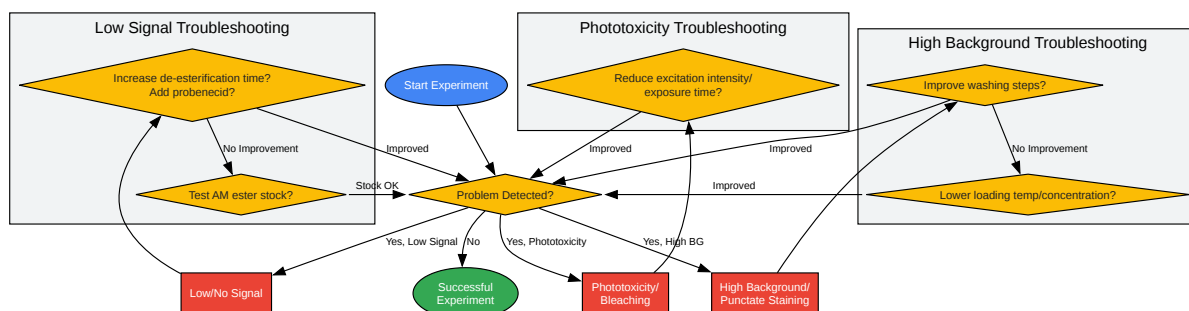 Low Signal Troubleshooting
Increase de-esterification time?
Add probenecid?
No Improvement
Improved
Test AM ester stock?
Stock OK
Start Experiment
Phototoxicity Troubleshooting
Reduce excitation intensity/
exposure time?
Improved
High Background Troubleshooting
Improve washing steps?
Improved
No Improvement
Lower loading temp/concentration?
Improved
Problem Detected?
Yes, Low Signal
No
Yes, Phototoxicity
Yes, High BG
Low/No Signal
Successful
Experiment
Phototoxicity/
Bleaching
High Background/
Punctate Staining